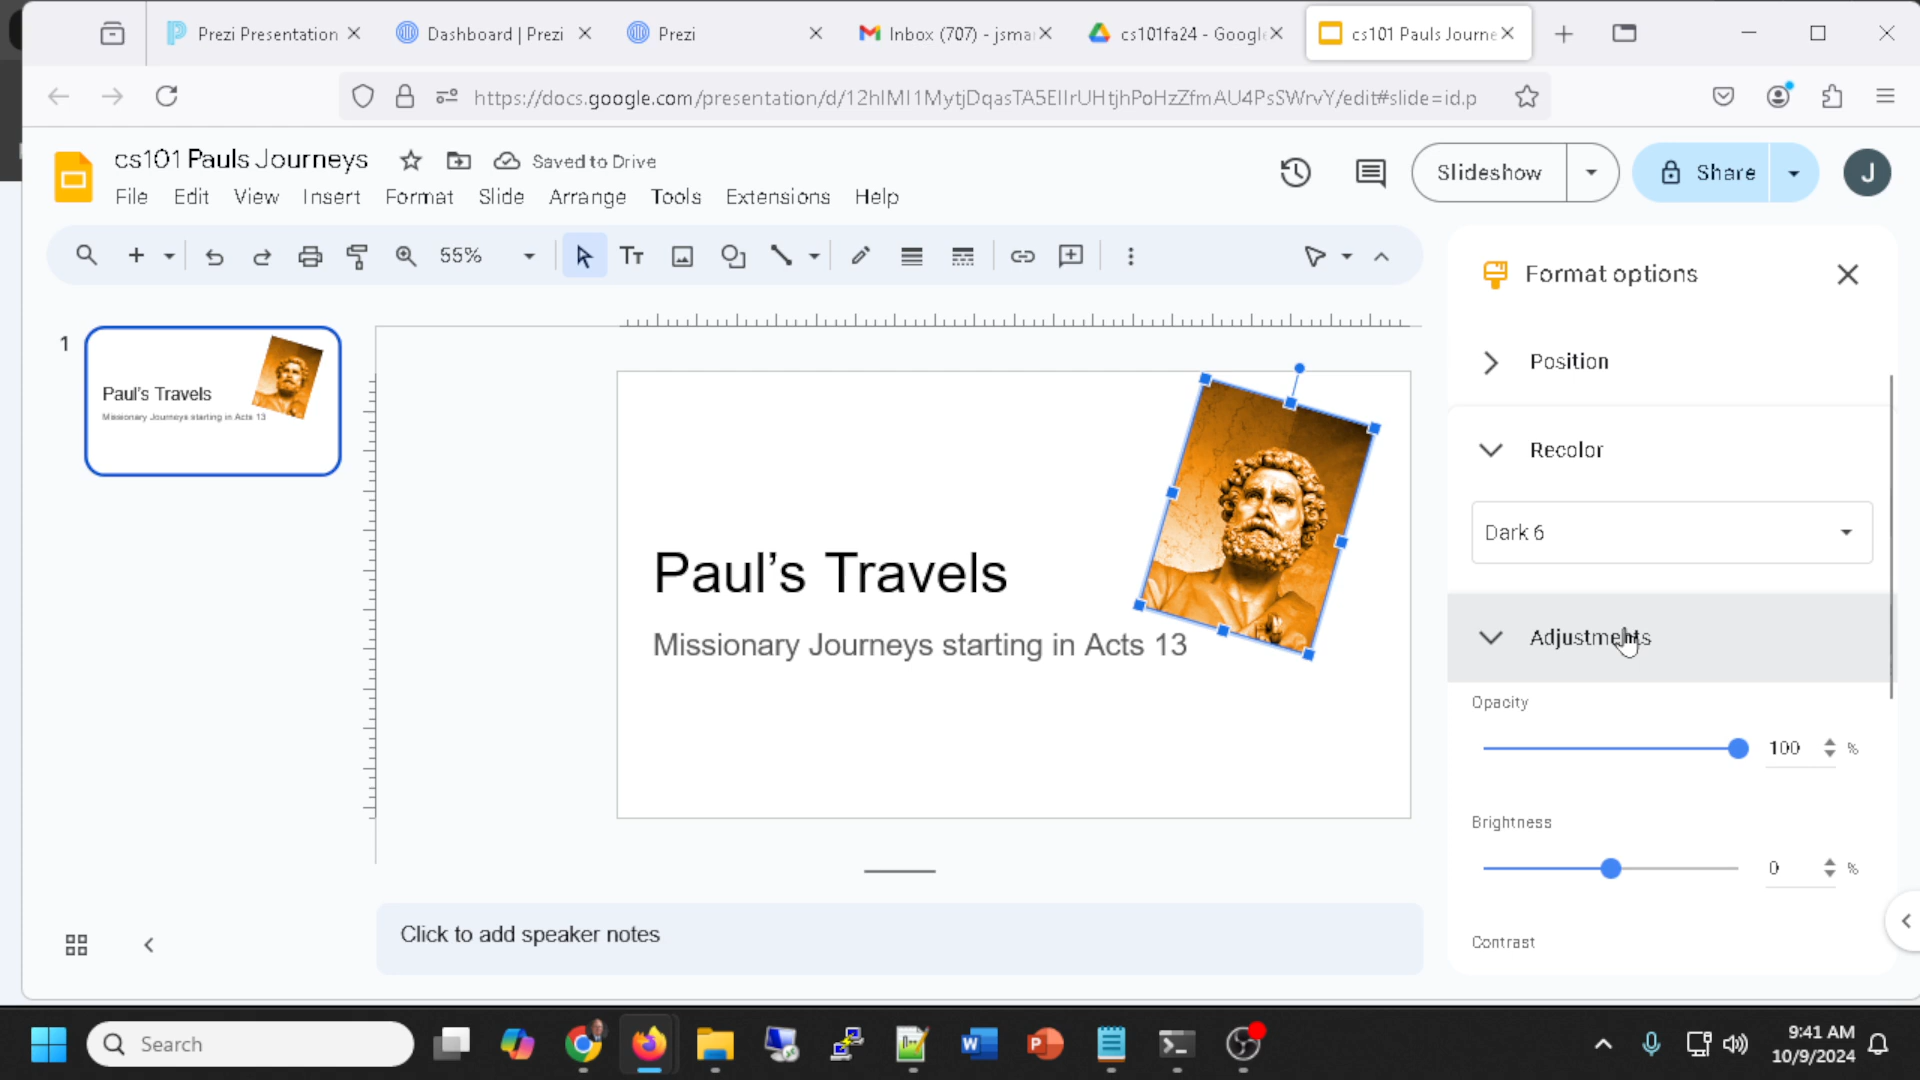 Prezi Presentation
Dashboard | Prezi
Prezi
Inbox (707) - jsma
cs101fa24 - Google
cs101 Pauls Journe
https://docs.google.com/presentation/d/12hIMI1MytjDqasTA5EIIrUHtjhPoHzZfmAU4PsSWrvY/edit#slide=id.p
cs101 Pauls Journeys
Saved to Drive
File Edit View Insert Format Slide Arrange Tools Extensions Help
Slideshow
Share
J
55%
Format options
Position
Recolor
Dark 6
Adjustments
Opacity
100 %
Brightness
0 %
Contrast
1
Paul's Travels
Missionary Journeys starting in Acts 13
Paul's Travels
Missionary Journeys starting in Acts 13
Click to add speaker notes
Search
9:41 AM
10/9/2024